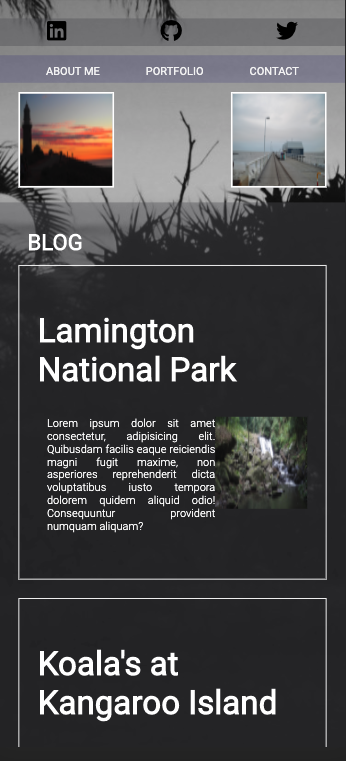 ABOUT ME PORTFOLIO CONTACT
BLOG
Lamington
National Park
Lorem ipsum dolor sit amet
consectetur, adipisicing elit.
Quibusdam facilis eaque reiciendis
magni fugit maxime, non
asperiores reprehenderit dicta
voluptatibus iusto tempora
dolorem quidem aliquid odio!
Consequuntur provident
numquam aliquam?
Koala's at
Kangaroo Island